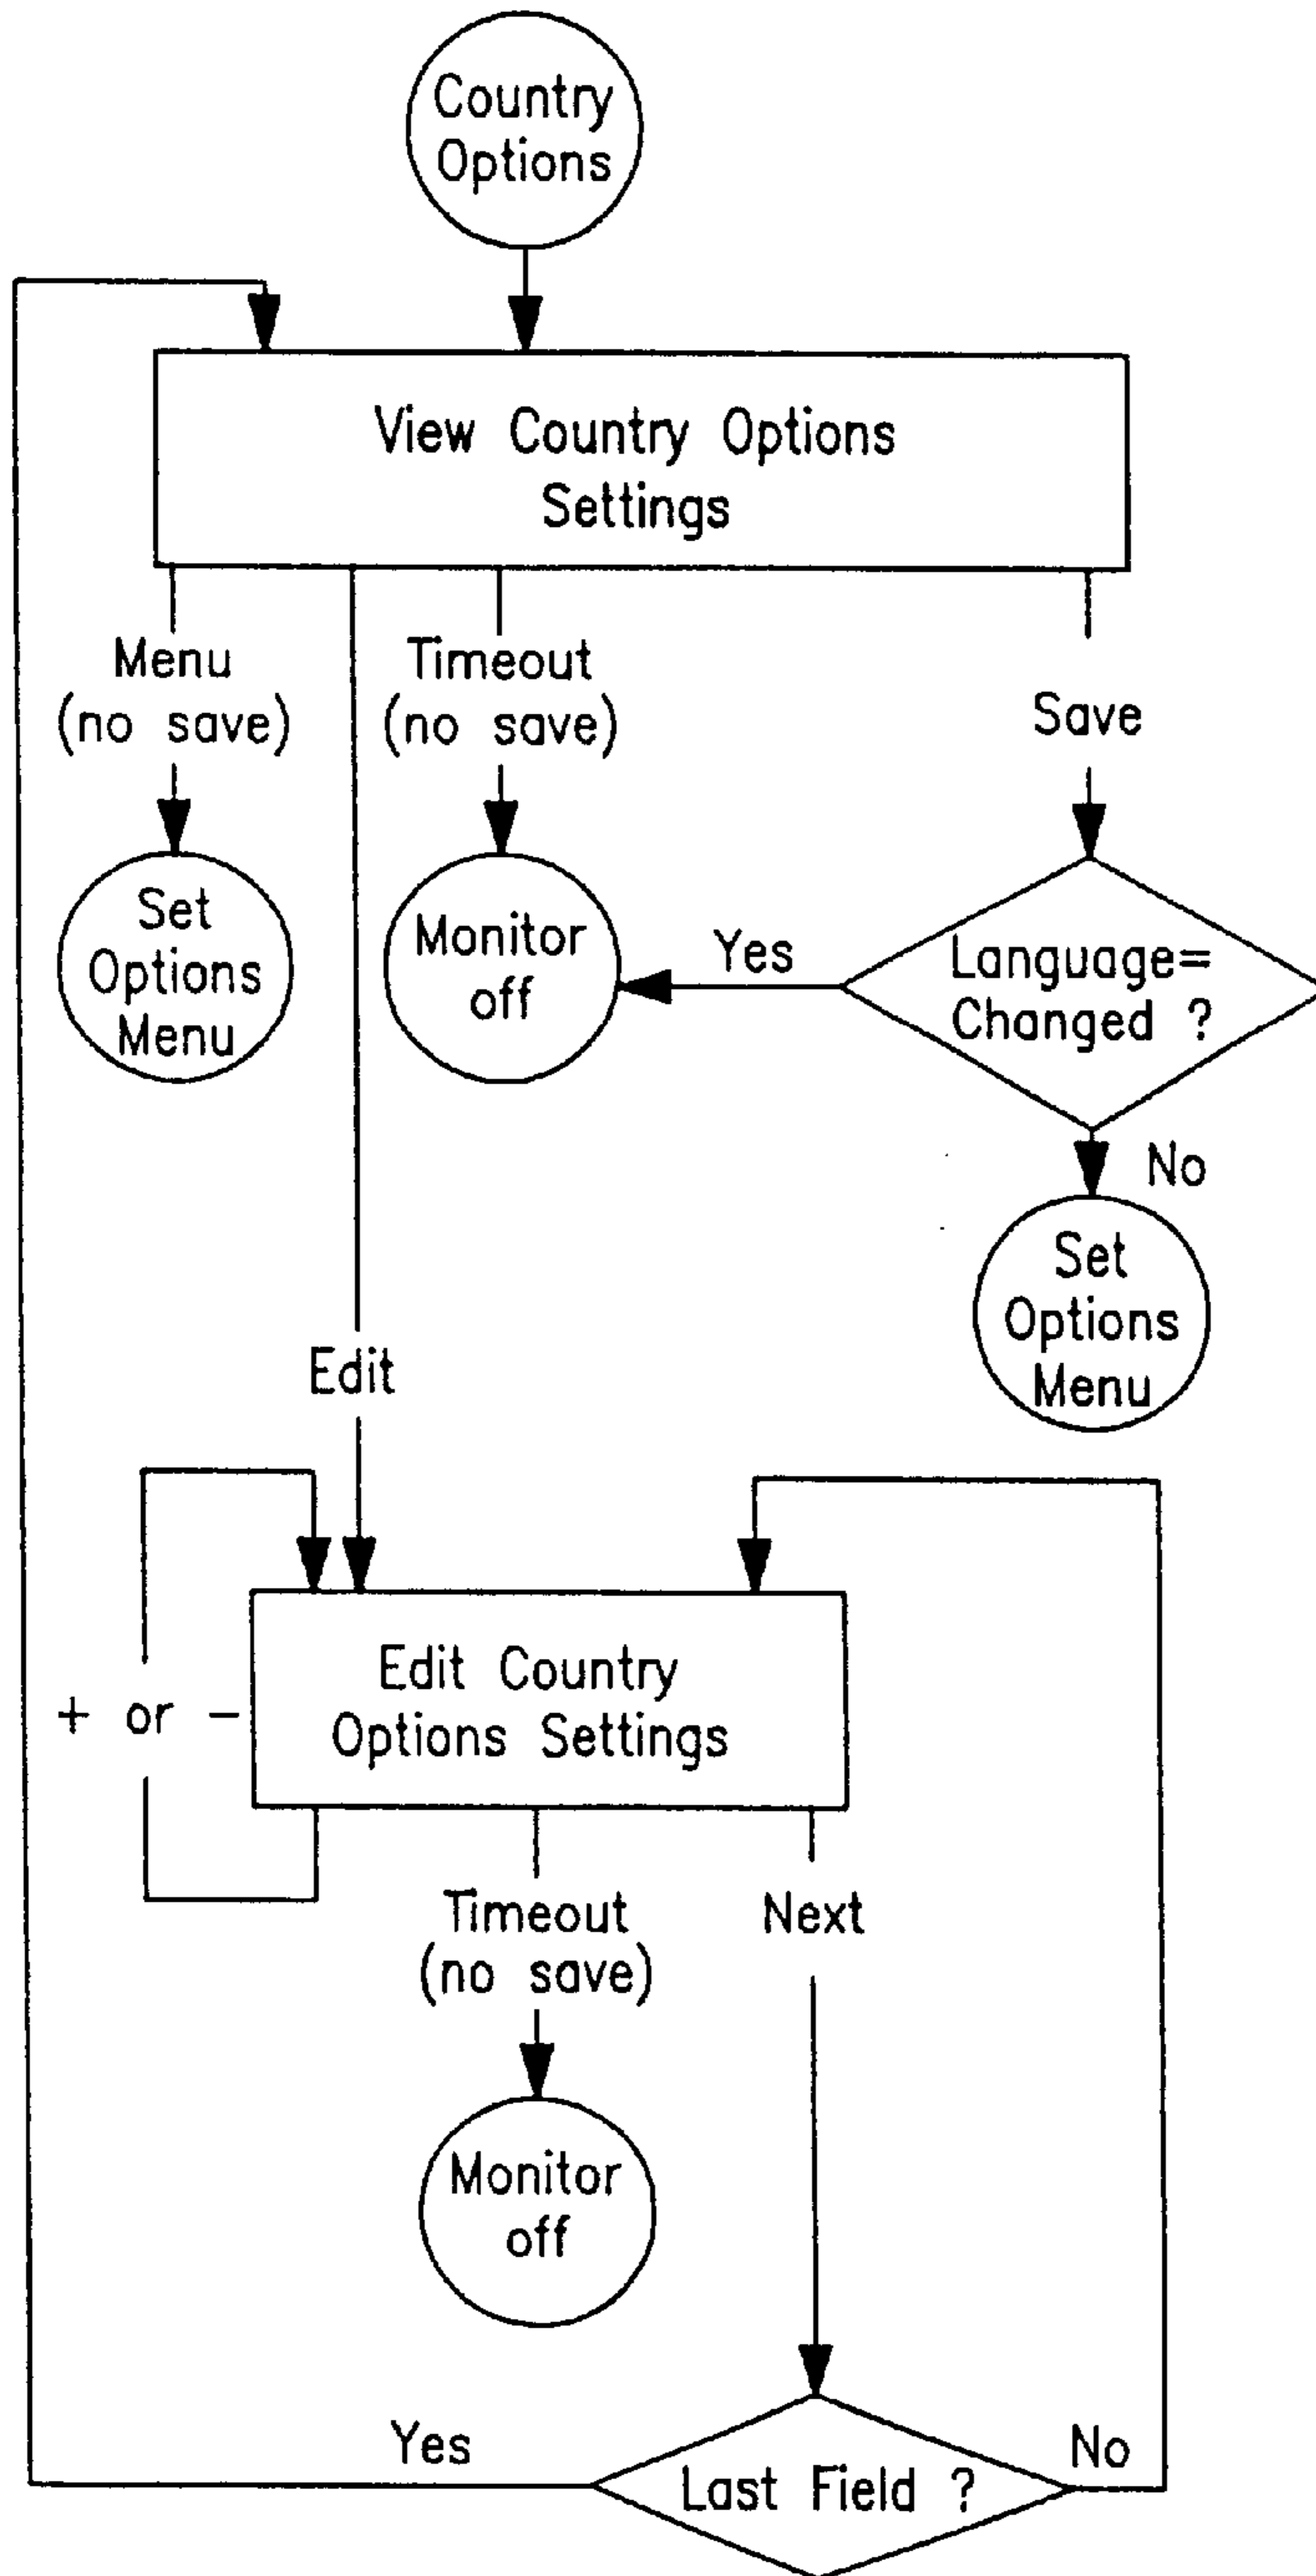 Country
Options
View Country Options
Settings
Menu
(no save)
Timeout
(no save)
Save
Set
Options
Menu
Monitor
off
Yes
Language=
Changed ?
No
Set
Options
Menu
Edit
+ or -
Edit Country
Options Settings
Timeout
(no save)
Next
Monitor
off
Yes
Last Field ?
No